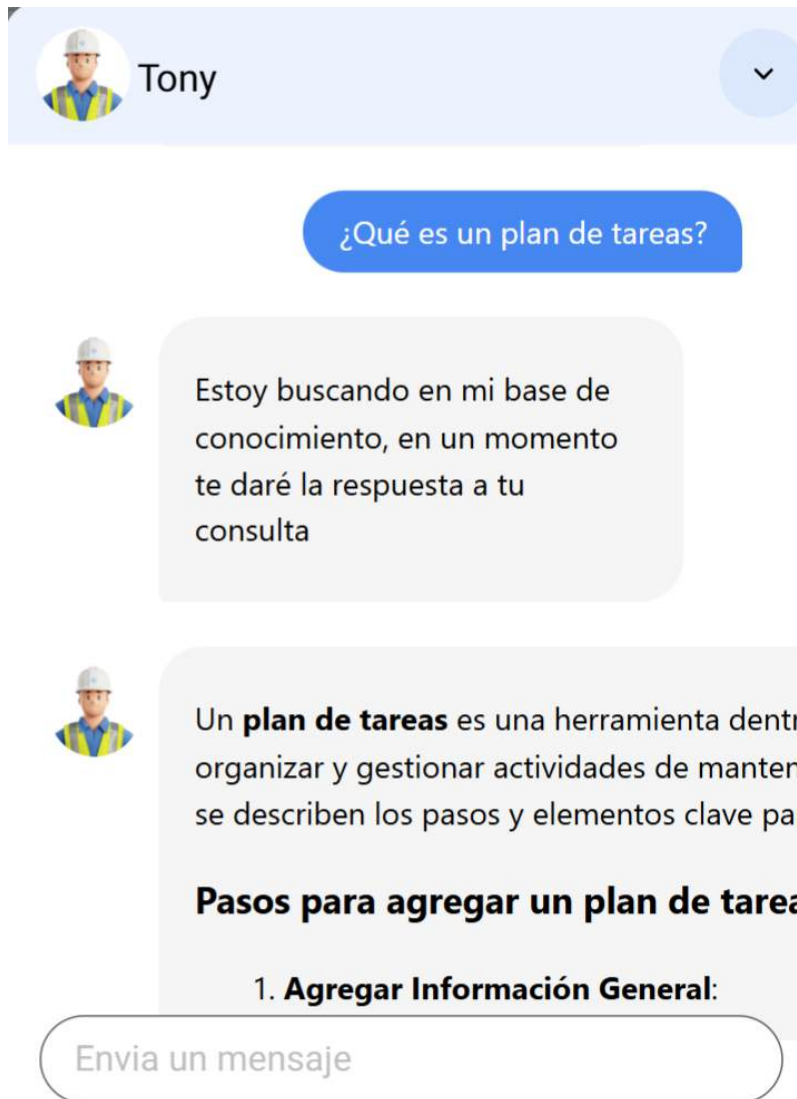 Tony
¿Qué es un plan de tareas?
Estoy buscando en mi base de
conocimiento, en un momento
te daré la respuesta a tu
consulta
Un plan de tareas es una herramienta
organizar y gestionar actividades de
se describen los pasos y elementos clave
Pasos para agregar un plan de
1. Agregar Información General:
Envia un mensaje